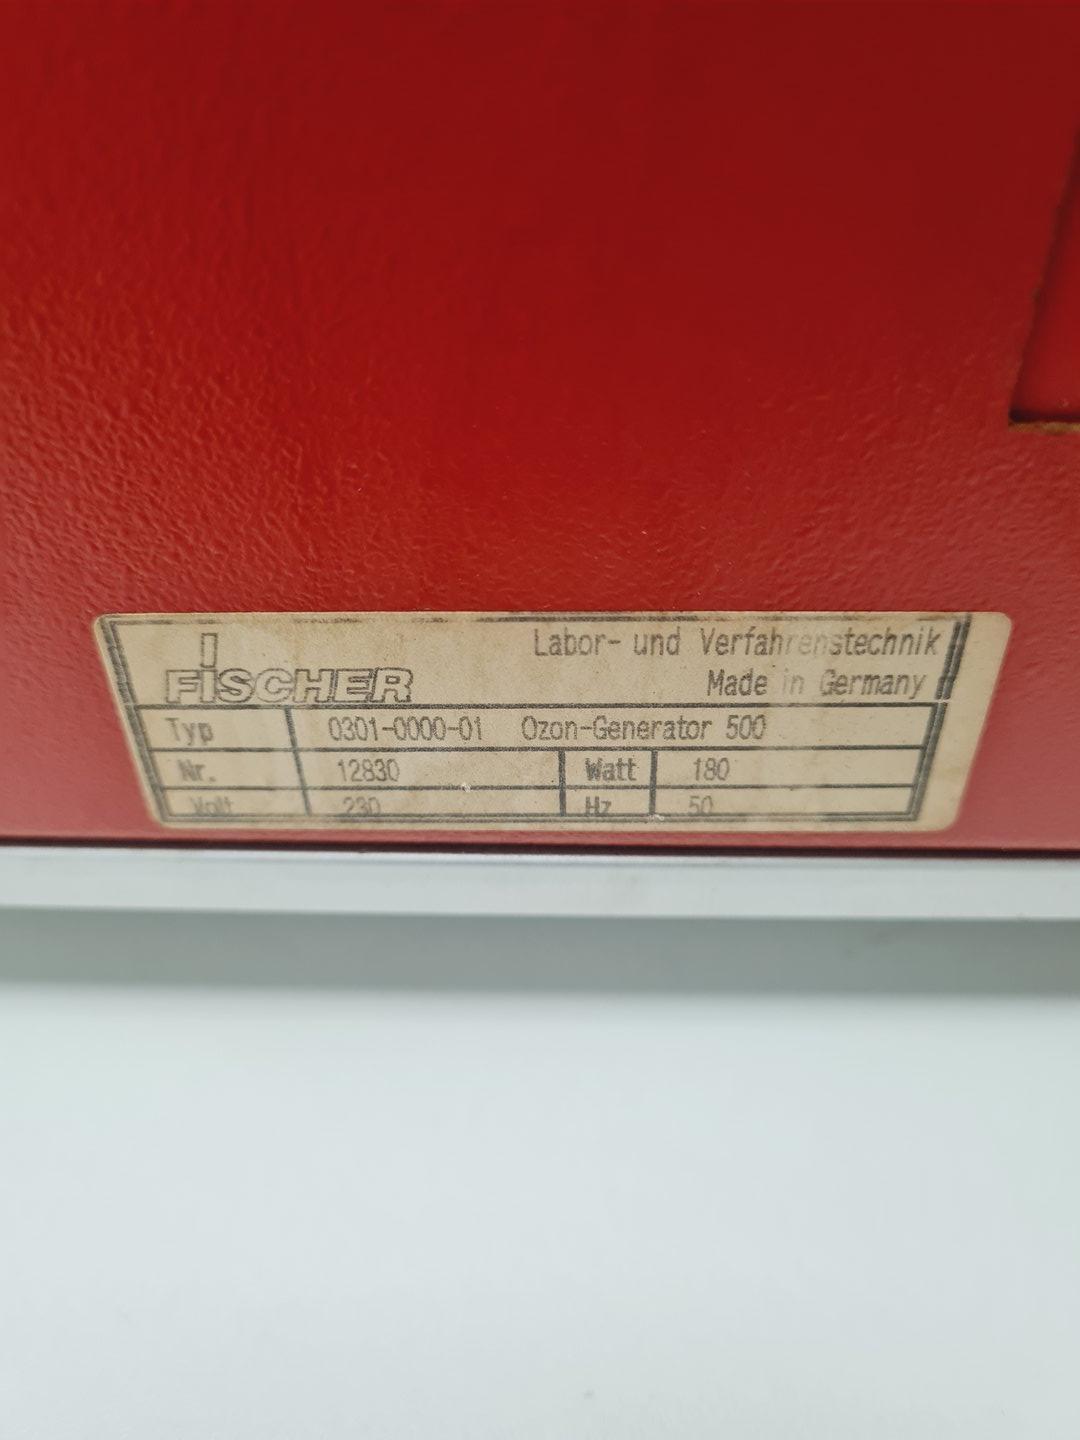 FISCHER
Labor- und Verfahrenstechnik
Made in Germany
Typ 0301-0000-01 Ozon-Generator 500
Nr. 12830 Watt 180
Volt 230 Hz 50